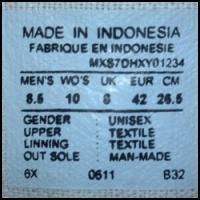 MADE IN INDONESIA
FABRIQUE EN INDONESIE
MXS7DHXY01234
MEN'S WO'S UK EUR CM
8.5 10 8 42 26.5
GENDER UNISEX
UPPER TEXTILE
LINNING TEXTILE
OUT SOLE MAN-MADE
6X 0611 B32